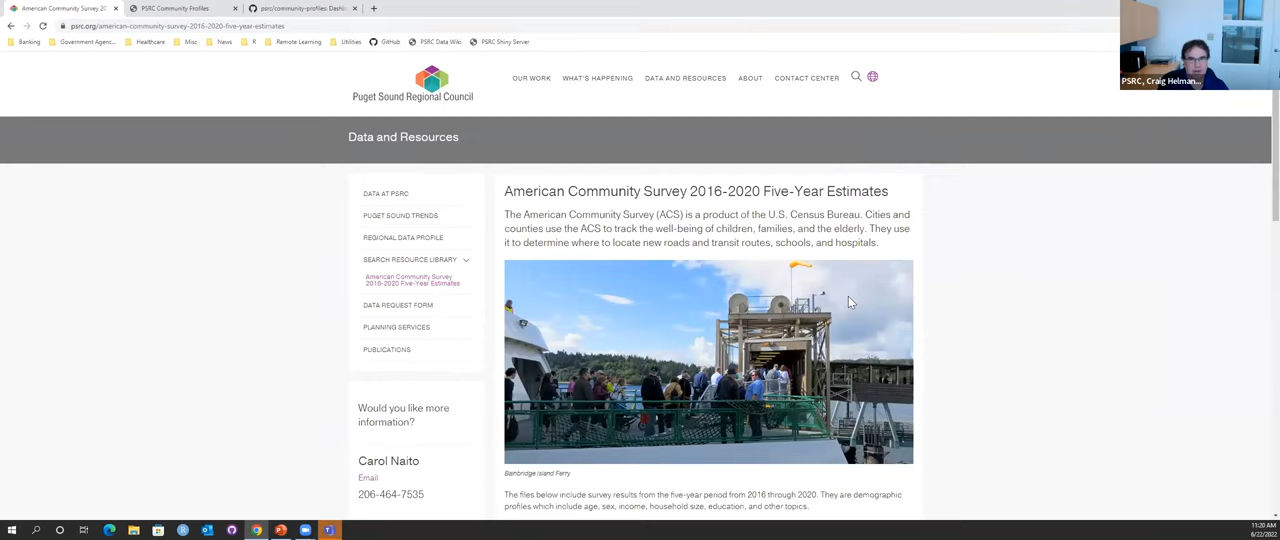 American Community Survey 20
PSRC Community Profiles
psrc/community-profiles: Dashb
psrc.org/american-community-survey-2016-2020-five-year-estimates
Banking
Government Agenc...
Healthcare
Misc
News
R
Remote Learning
Utilities
GitHub
PSRC Data Wiki
PSRC Shiny Server
PSRC, Craig Helman...
Puget Sound Regional Council
OUR WORK
WHAT'S HAPPENING
DATA AND RESOURCES
ABOUT
CONTACT CENTER
Data and Resources
DATA AT PSRC
PUGET SOUND TRENDS
REGIONAL DATA PROFILE
SEARCH RESOURCE LIBRARY
American Community Survey
2016-2020 Five-Year Estimates
DATA REQUEST FORM
PLANNING SERVICES
PUBLICATIONS
Would you like more
information?
Carol Naito
Email
206-464-7535
American Community Survey 2016-2020 Five-Year Estimates
The American Community Survey (ACS) is a product of the U.S. Census Bureau. Cities and
counties use the ACS to track the well-being of children, families, and the elderly. They use
it to determine where to locate new roads and transit routes, schools, and hospitals.
Bainbridge Island Ferry
The files below include survey results from the five-year period from 2016 through 2020. They are demographic
profiles which include age, sex, income, household size, education, and other topics.
11:20 AM
6/22/2022